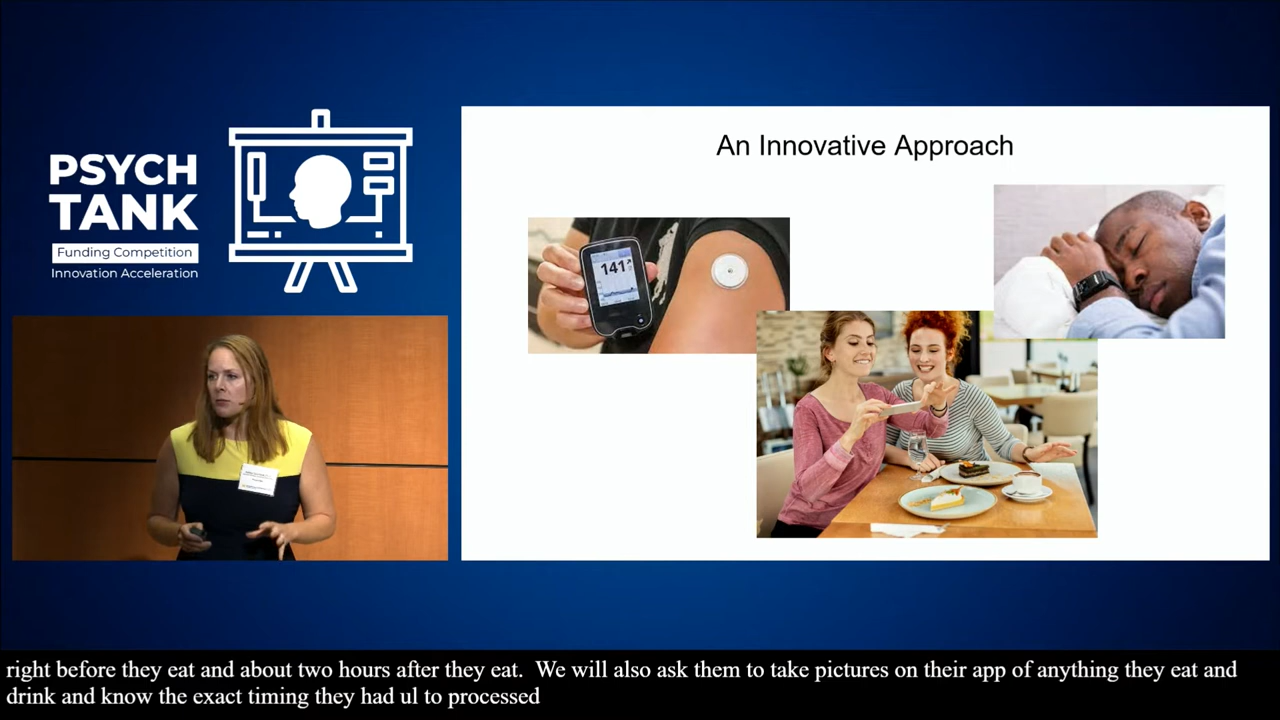 PSYCH
TANK
Funding Competition
Innovation Acceleration
An Innovative Approach
141
right before they eat and about two hours after they eat.  We will also ask them to take pictures on their app of anything they eat and
drink and know the exact timing they had ul to processed